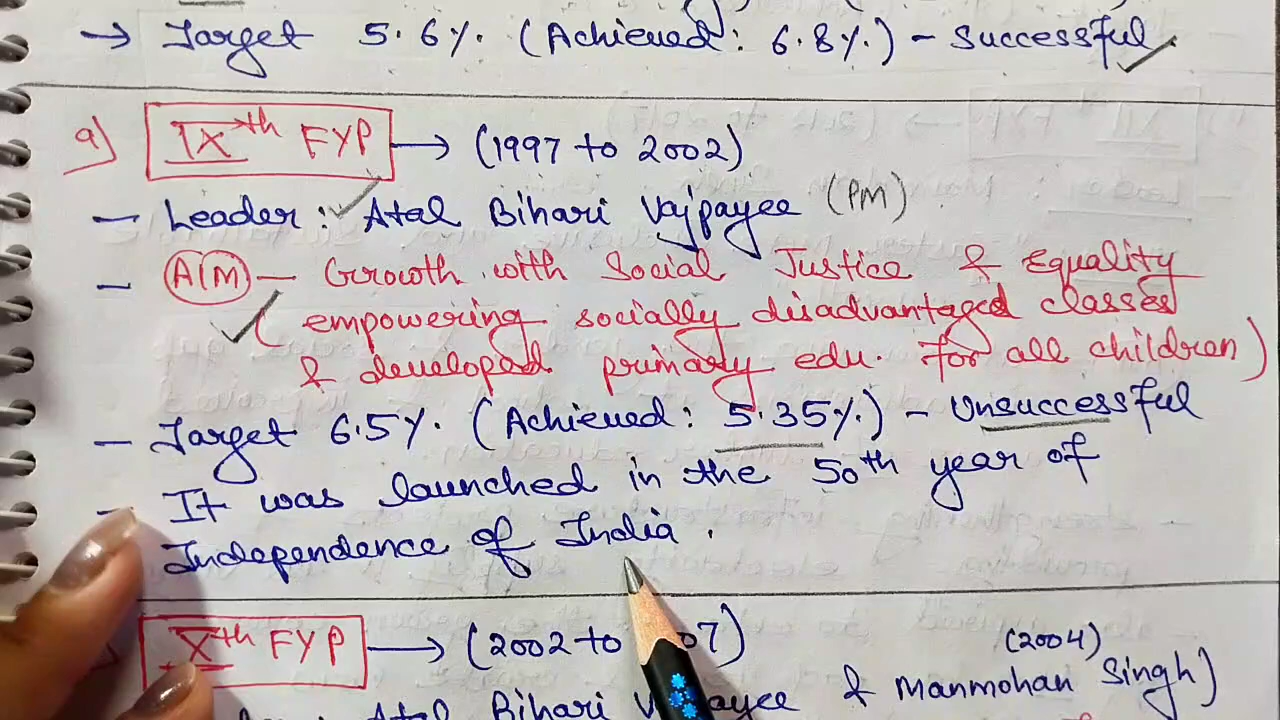 → Target 5.6%. (Achieved: 6.8%.) - Successful
9) IXth FYP → (1997 to 2002)
- Leader: Atal Bihari Vajpayee (PM)
- AIM - Growth with Social Justice & Equality
( empowering socially disadvantaged classes
& developed primary edu. for all children)
- Target 6.5%. (Achieved: 5.35%.) - Unsuccessful
- It was launched in the 50th year of
Independence of India.
Xth FYP → (2002 to 2007)
(2004)
Atal Bihari Vajpayee & Manmohan Singh)